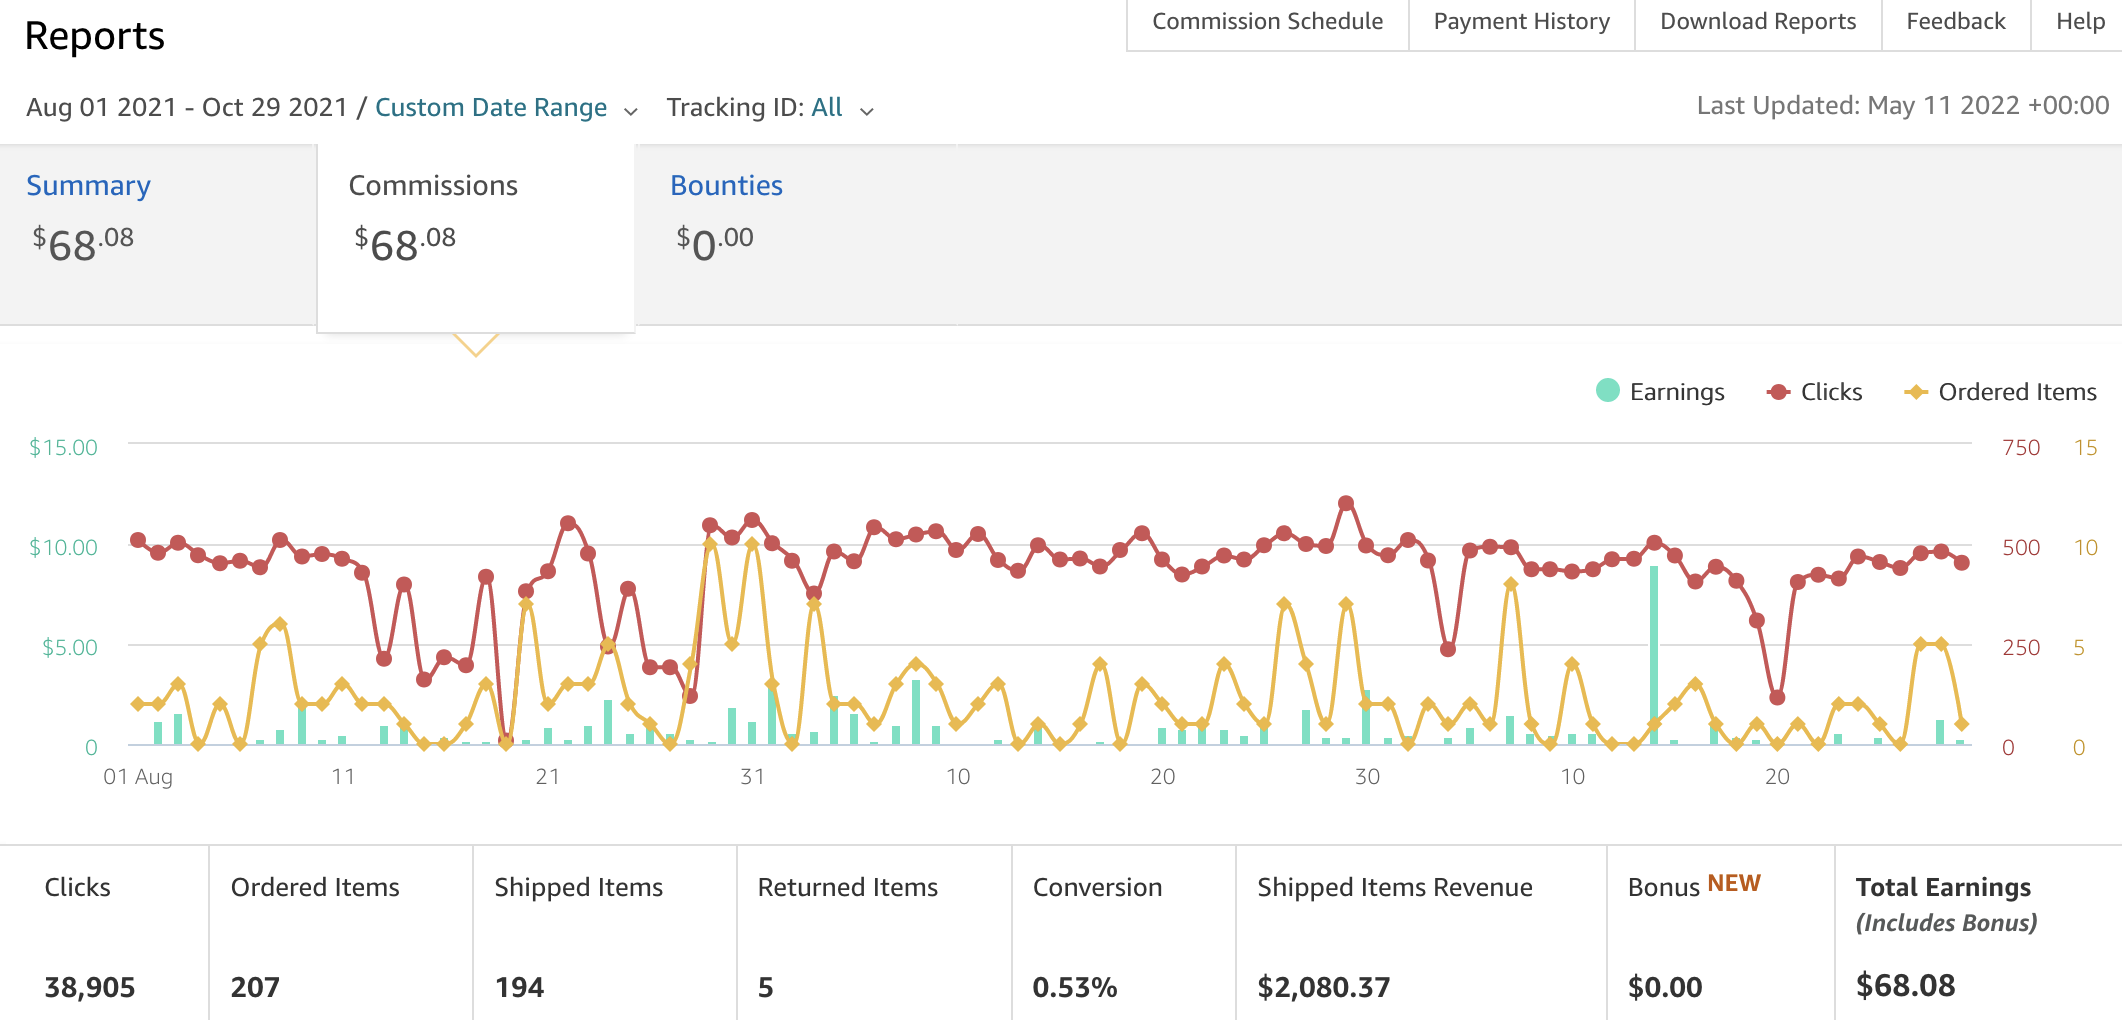 Reports
Commission Schedule
Payment History
Download Reports
Feedback
Help
Aug 01 2021 - Oct 29 2021 / Custom Date Range
Tracking ID: All
Last Updated: May 11 2022 +00:00
Summary
$68.08
Commissions
$68.08
Bounties
$0.00
Earnings
Clicks
Ordered Items
$15.00
$10.00
$5.00
0
750
500
250
0
15
10
5
0
01 Aug
11
21
31
10
20
30
10
20
Clicks
38,905
Ordered Items
207
Shipped Items
194
Returned Items
5
Conversion
0.53%
Shipped Items Revenue
$2,080.37
Bonus NEW
$0.00
Total Earnings
(Includes Bonus)
$68.08